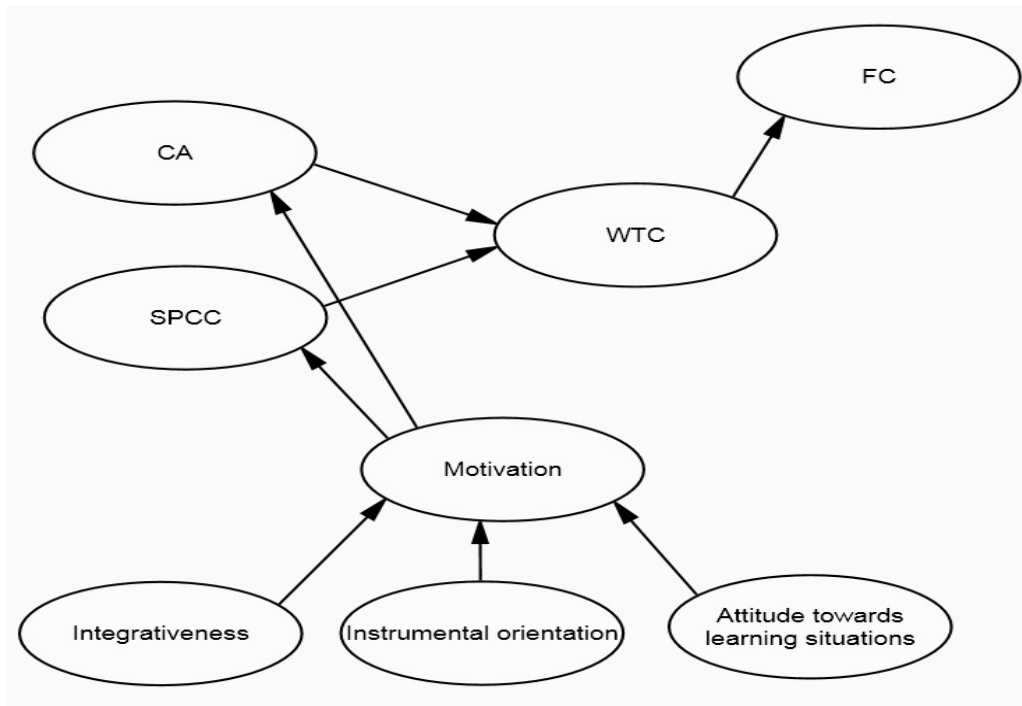 FC
CA
WTC
SPCC
Motivation
Integrativeness
Instrumental orientation
Attitude towards
learning situations